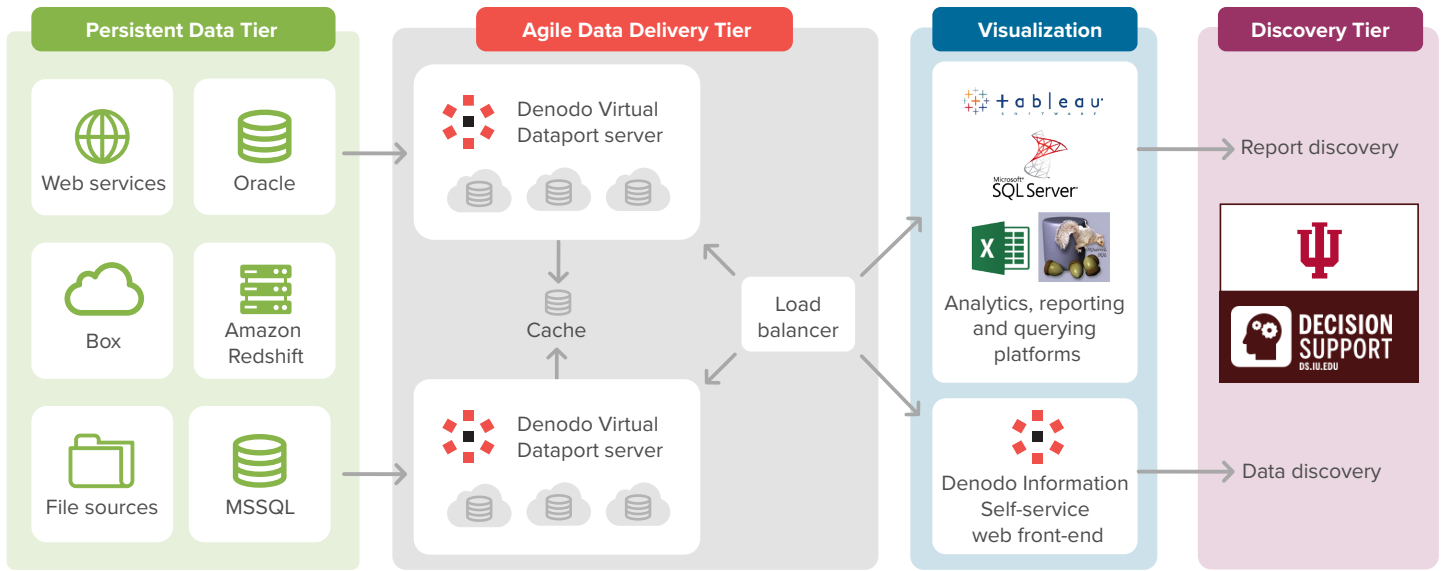 Persistent Data Tier
Web services
Oracle
Box
Amazon
Redshift
File sources
MSSQL
Agile Data Delivery Tier
Denodo Virtual
Dataport server
Cache
Denodo Virtual
Dataport server
Load
balancer
Visualization
+ableau
SOFTWARE
Microsoft®
SQL Server
X
Analytics, reporting
and querying
platforms
Denodo Information
Self-service
web front-end
Discovery Tier
Report discovery
DECISION
SUPPORT
DS.IU.EDU
Data discovery